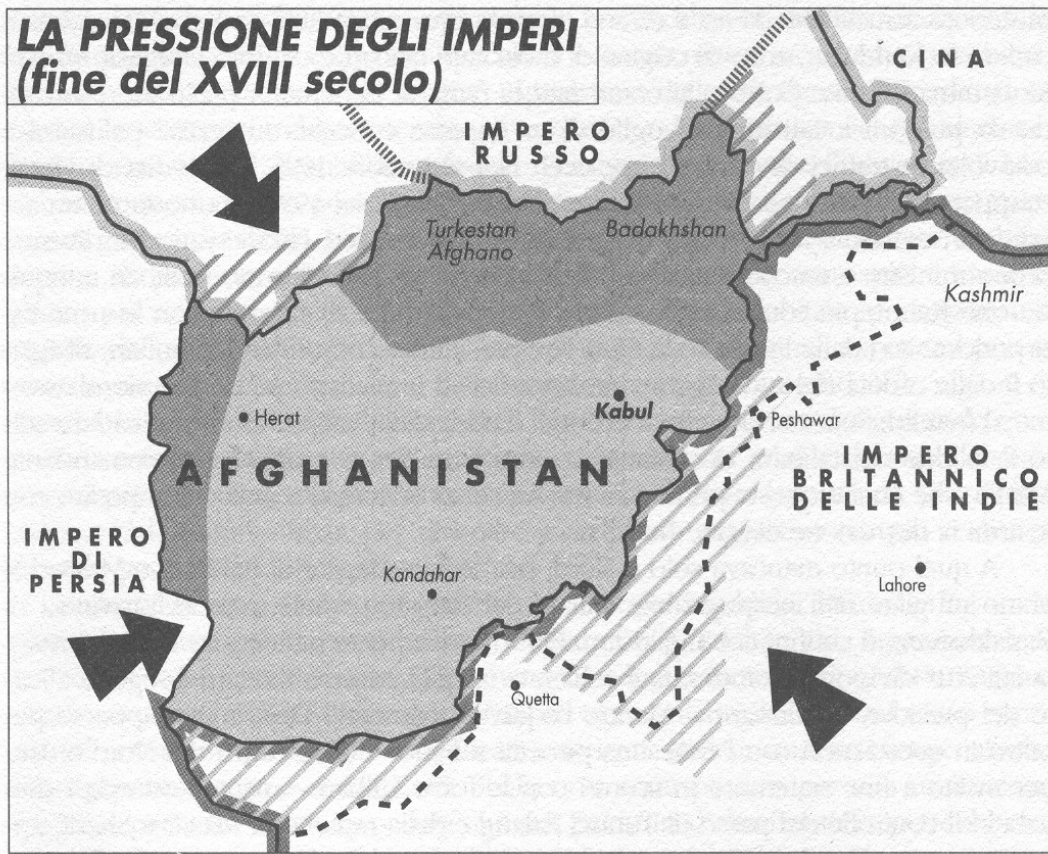 LA PRESSIONE DEGLI IMPERI
(fine del XVIII secolo)
CINA
IMPERO
RUSSO
Turkestan
Afghano
Badakhshan
Kashmir
Herat
Kabul
Peshawar
AFGHANISTAN
IMPERO
BRITANNICO
DELLE INDIE
IMPERO
DI
PERSIA
Kandahar
Lahore
Quetta